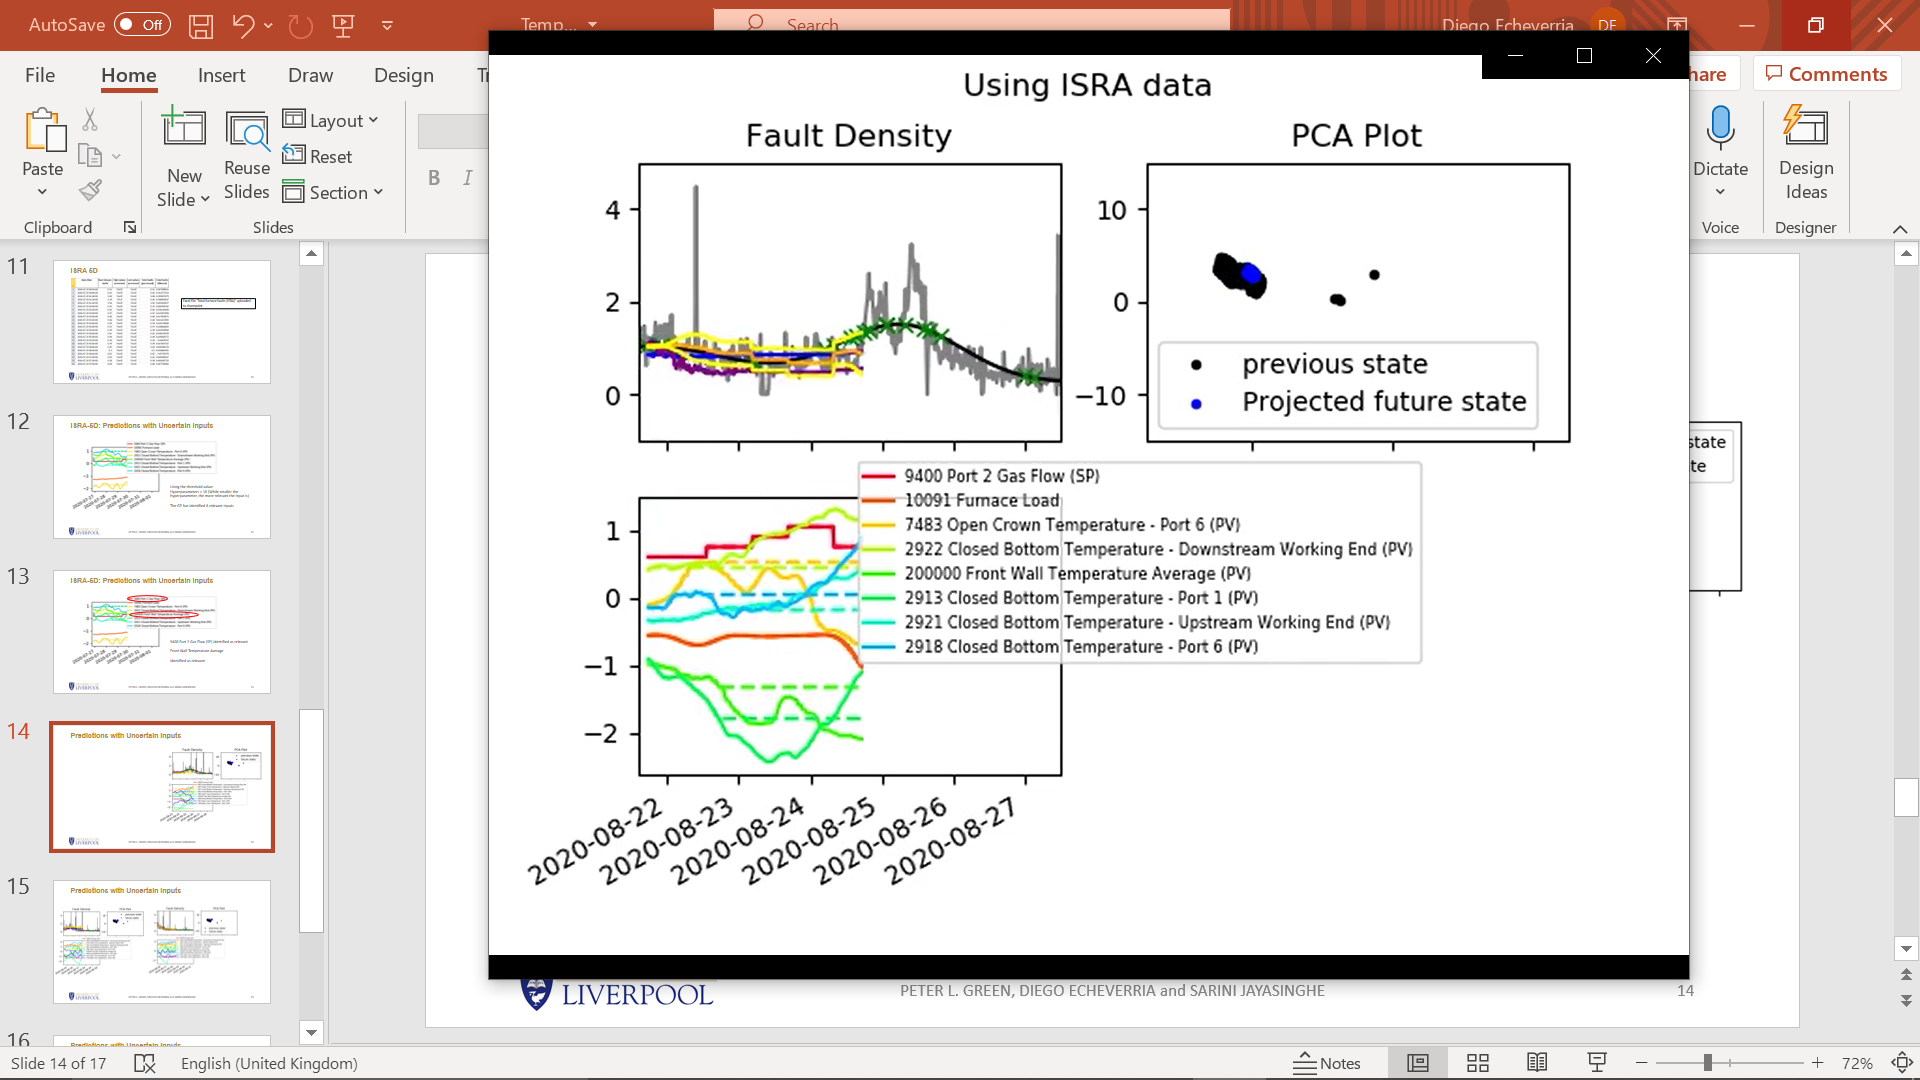 AutoSave Off Temp... Search Diego Echeverria DE
File Home Insert Draw Design Comments
Paste
New Slide
Reuse Slides
Layout
Reset
Section
B I
Dictate
Design Ideas
Clipboard Slides Voice Designer
11
ISRA 5D
12
ISRA-6D: Predictions with Uncertain Inputs
13
ISRA-6D: Predictions with Uncertain Inputs
14
Predictions with Uncertain Inputs
15
Predictions with Uncertain Inputs
16
Using ISRA data
Fault Density
4
2
0
PCA Plot
10
0
−10
previous state
Projected future state
9400 Port 2 Gas Flow (SP)
10091 Furnace Load
7483 Open Crown Temperature - Port 6 (PV)
2922 Closed Bottom Temperature - Downstream Working End (PV)
200000 Front Wall Temperature Average (PV)
2913 Closed Bottom Temperature - Port 1 (PV)
2921 Closed Bottom Temperature - Upstream Working End (PV)
2918 Closed Bottom Temperature - Port 6 (PV)
1
0
−1
−2
2020-08-22
2020-08-23
2020-08-24
2020-08-25
2020-08-26
2020-08-27
LIVERPOOL
PETER L. GREEN, DIEGO ECHEVERRIA and SARINI JAYASINGHE
14
Slide 14 of 17 English (United Kingdom) Notes 72%